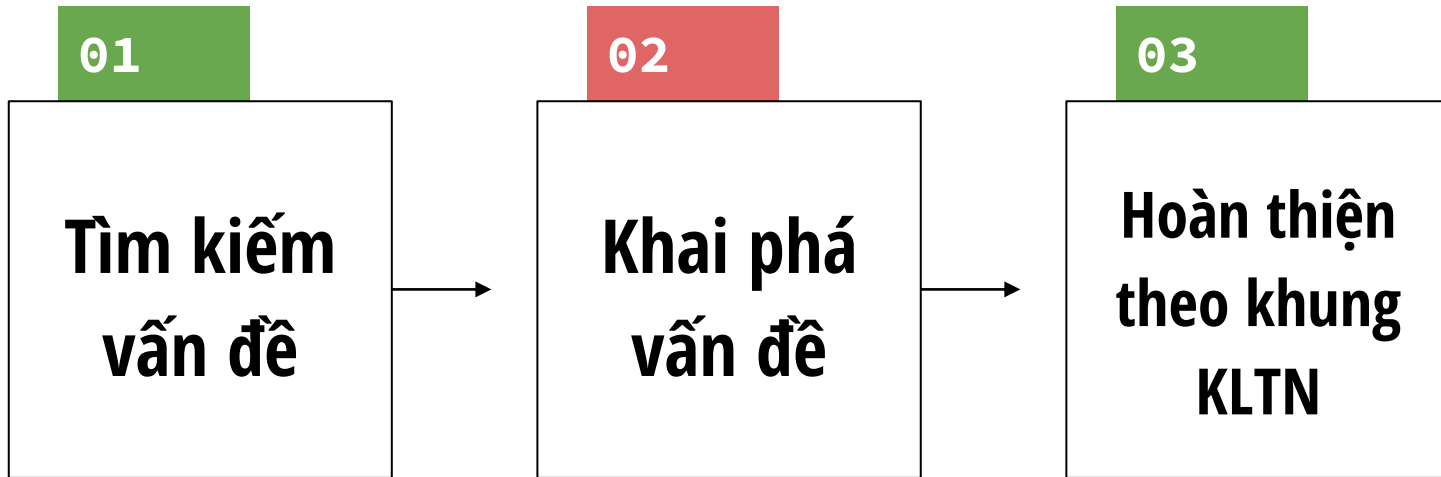 01
Tìm kiếm
vấn đề
02
Khai phá
vấn đề
03
Hoàn thiện
theo khung
KLTN